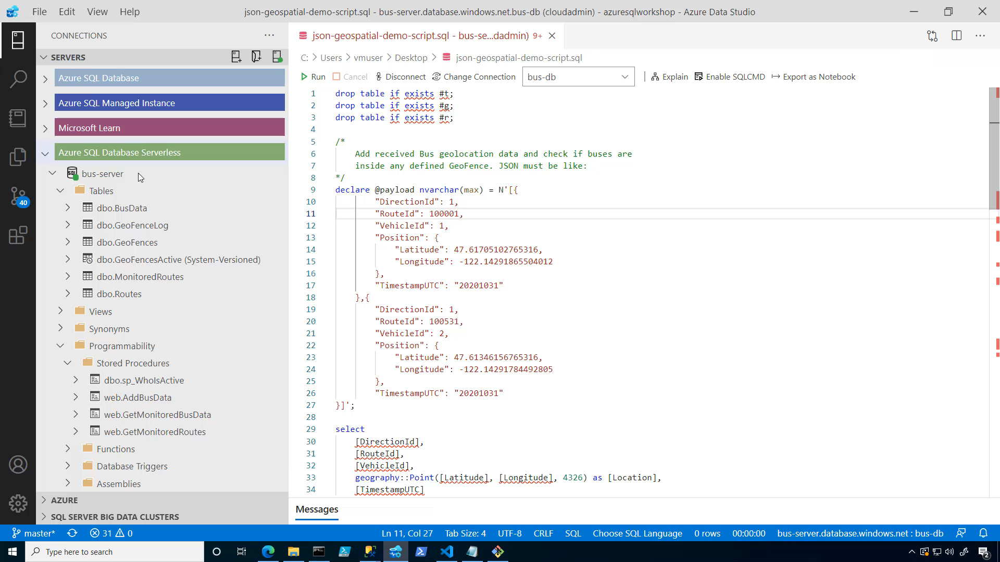 File Edit View Help
json-geospatial-demo-script.sql - bus-server.database.windows.net.bus-db (cloudadmin) - azuresqlworkshop - Azure Data Studio
CONNECTIONS
SERVERS
Azure SQL Database
Azure SQL Managed Instance
Microsoft Learn
Azure SQL Database Serverless
SQL
bus-server
Tables
dbo.BusData
dbo.GeoFenceLog
dbo.GeoFences
dbo.GeoFencesActive (System-Versioned)
dbo.MonitoredRoutes
dbo.Routes
Views
Synonyms
Programmability
Stored Procedures
dbo.sp_WhoIsActive
web.AddBusData
web.GetMonitoredBusData
web.GetMonitoredRoutes
Functions
Database Triggers
Assemblies
AZURE
SQL SERVER BIG DATA CLUSTERS
40
json-geospatial-demo-script.sql - bus-se...dadmin) 9+
C: > Users > vmuser > Desktop > json-geospatial-demo-script.sql
Run Cancel Disconnect Change Connection bus-db Explain Enable SQLCMD Export as Notebook
1 drop table if exists #t;
2 drop table if exists #g;
3 drop table if exists #r;
4
5 /*
6 Add received Bus geolocation data and check if buses are
7 inside any defined GeoFence. JSON must be like:
8 */
9 declare @payload nvarchar(max) = N'[{
10 "DirectionId": 1,
11 "RouteId": 100001,
12 "VehicleId": 1,
13 "Position": {
14 "Latitude": 47.61705102765316,
15 "Longitude": -122.14291865504012
16 },
17 "TimestampUTC": "20201031"
18 },{
19 "DirectionId": 1,
20 "RouteId": 100531,
21 "VehicleId": 2,
22 "Position": {
23 "Latitude": 47.61346156765316,
24 "Longitude": -122.14291784492805
25 },
26 "TimestampUTC": "20201031"
27 }]';
28
29 select
30 [DirectionId],
31 [RouteId],
32 [VehicleId],
33 geography::Point([Latitude], [Longitude], 4326) as [Location],
34 [TimestampUTC]
Messages
master* 31 0 Ln 11, Col 27 Tab Size: 4 UTF-8 CRLF SQL Choose SQL Language 0 rows 00:00:00 bus-server.database.windows.net : bus-db
Type here to search
2